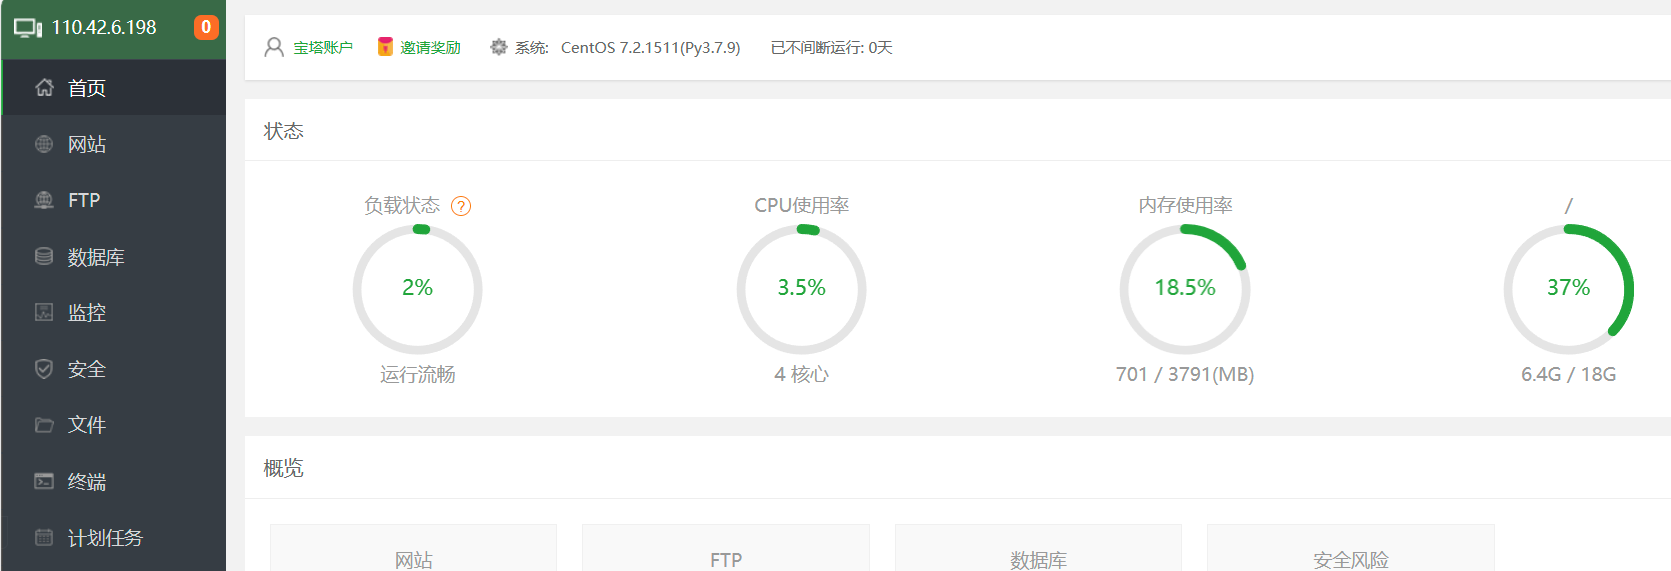 110.42.6.198 0
首页
网站
FTP
数据库
监控
安全
文件
终端
计划任务
宝塔账户 邀请奖励 系统: CentOS 7.2.1511(Py3.7.9) 已不间断运行: 0天
状态
负载状态 ? CPU使用率 内存使用率 /
2% 3.5% 18.5% 37%
运行流畅 4 核心 701 / 3791(MB) 6.4G / 18G
概览
网站 FTP 数据库 安全风险